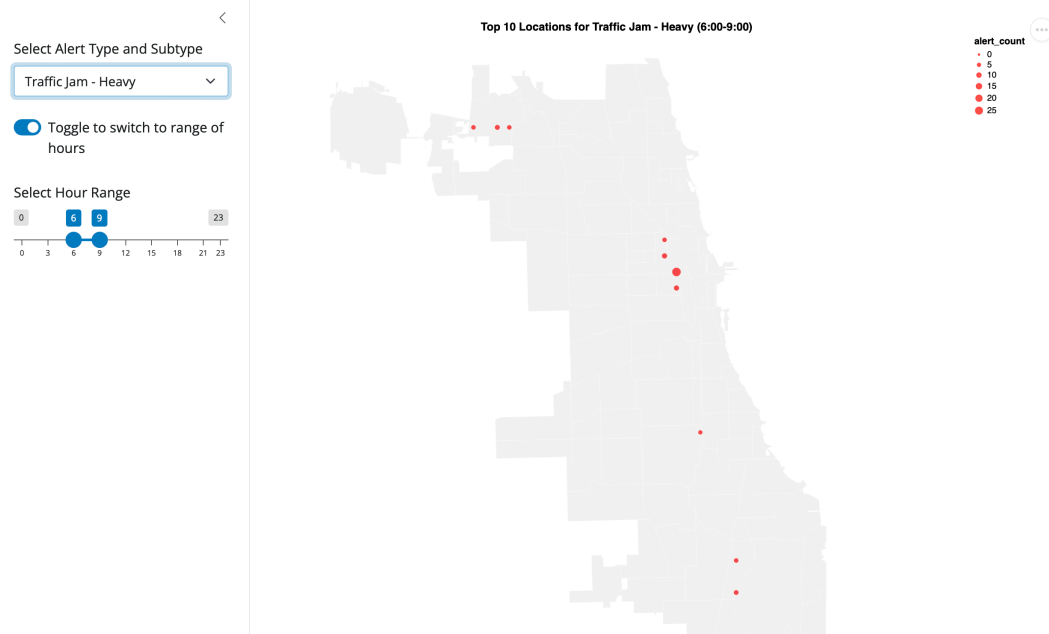 Select Alert Type and Subtype
Traffic Jam - Heavy
Toggle to switch to range of
hours
Select Hour Range
0 6 9 23
0 3 6 9 12 15 18 21 23
Top 10 Locations for Traffic Jam - Heavy (6:00-9:00)
alert_count
0
5
10
15
20
25